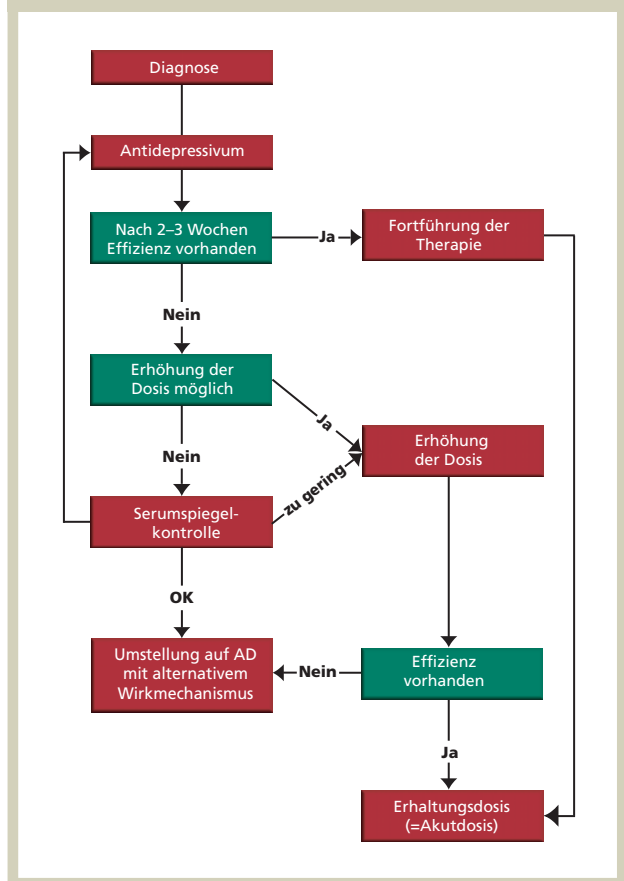 Diagnose
Antidepressivum
Nach 2–3 Wochen
Effizienz vorhanden
Ja
Fortführung der
Therapie
Nein
Erhöhung der
Dosis möglich
Ja
Erhöhung
der Dosis
Nein
zu gering
Serumspiegel-
kontrolle
OK
Umstellung auf AD
mit alternativem
Wirkmechanismus
Nein
Effizienz
vorhanden
Ja
Erhaltungsdosis
(=Akutdosis)